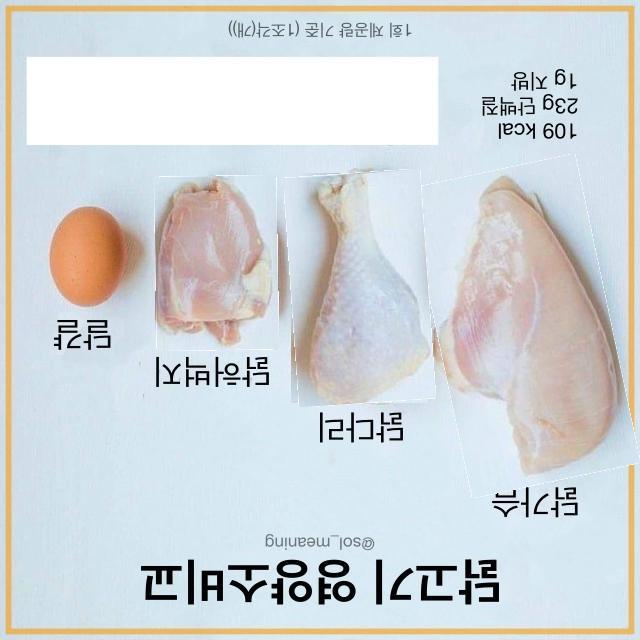 닭고기 영양소비교
@sol_meaning
닭가슴
닭다리
닭허벅지
달걀
109 kcal
23g 단백질
1g 지방
1회 제공량 기준 (1조각(개))